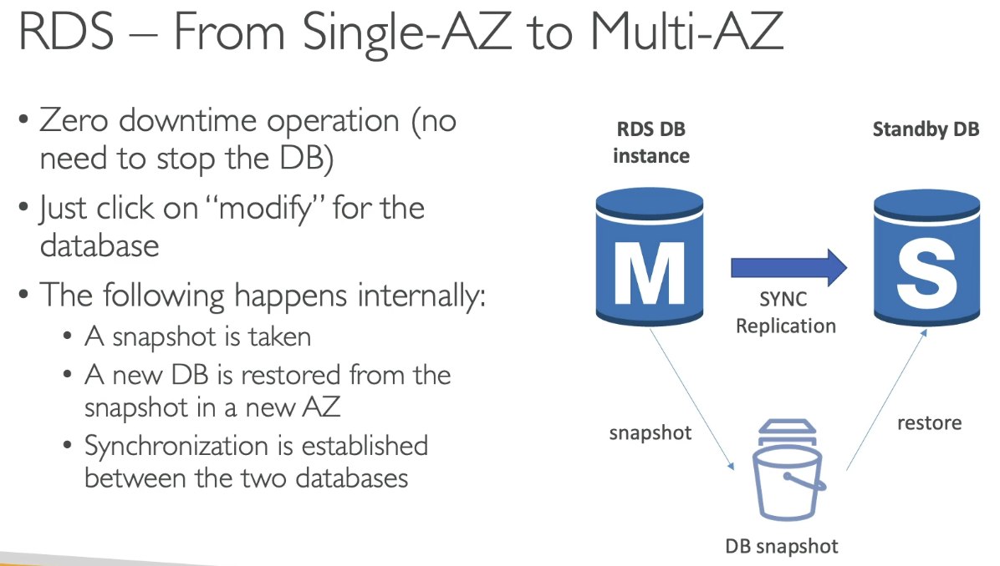 RDS – From Single-AZ to Multi-AZ
• Zero downtime operation (no
need to stop the DB)
• Just click on “modify” for the
database
• The following happens internally:
• A snapshot is taken
• A new DB is restored from the
snapshot in a new AZ
• Synchronization is established
between the two databases
RDS DB
instance
Standby DB
M
S
SYNC
Replication
snapshot
restore
DB snapshot